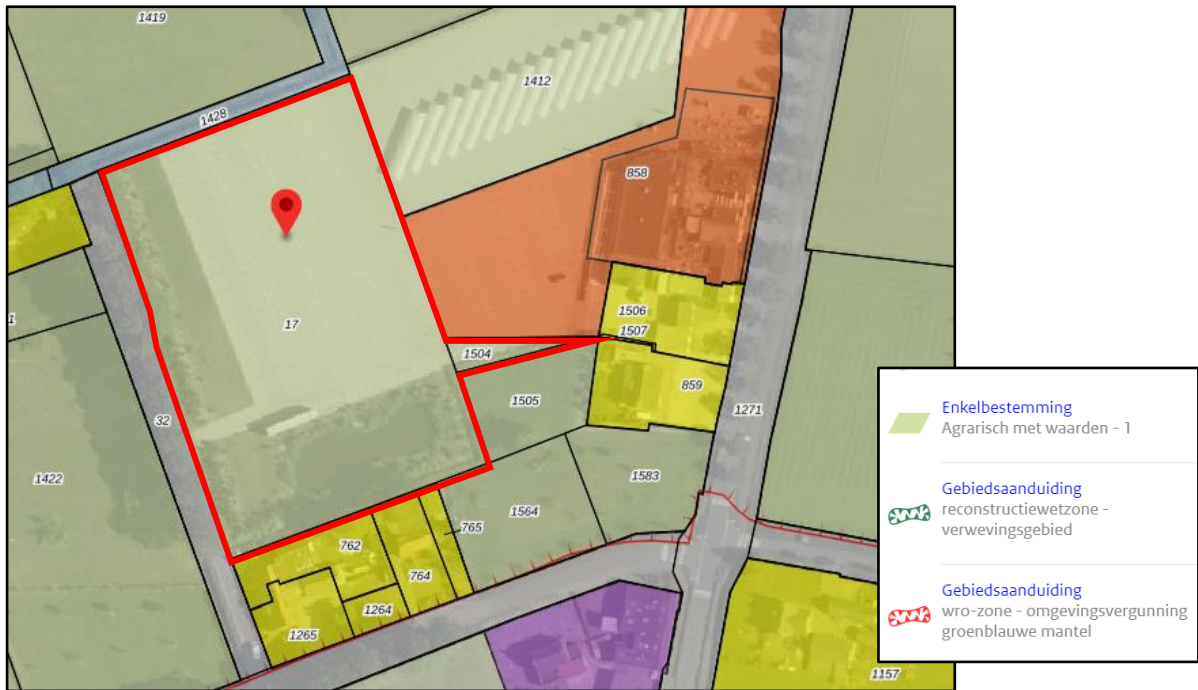 1419
1412
1428
858
17
1506
1507
1504
859
1505
32
1271
1422
1583
1564
765
762
764
1264
1265
1157
1
Enkelbestemming
Agrarisch met waarden - 1
Gebiedsaanduiding
reconstructiewetzone -
verwevingsgebied
Gebiedsaanduiding
wro-zone - omgevingsvergunning
groenblauwe mantel